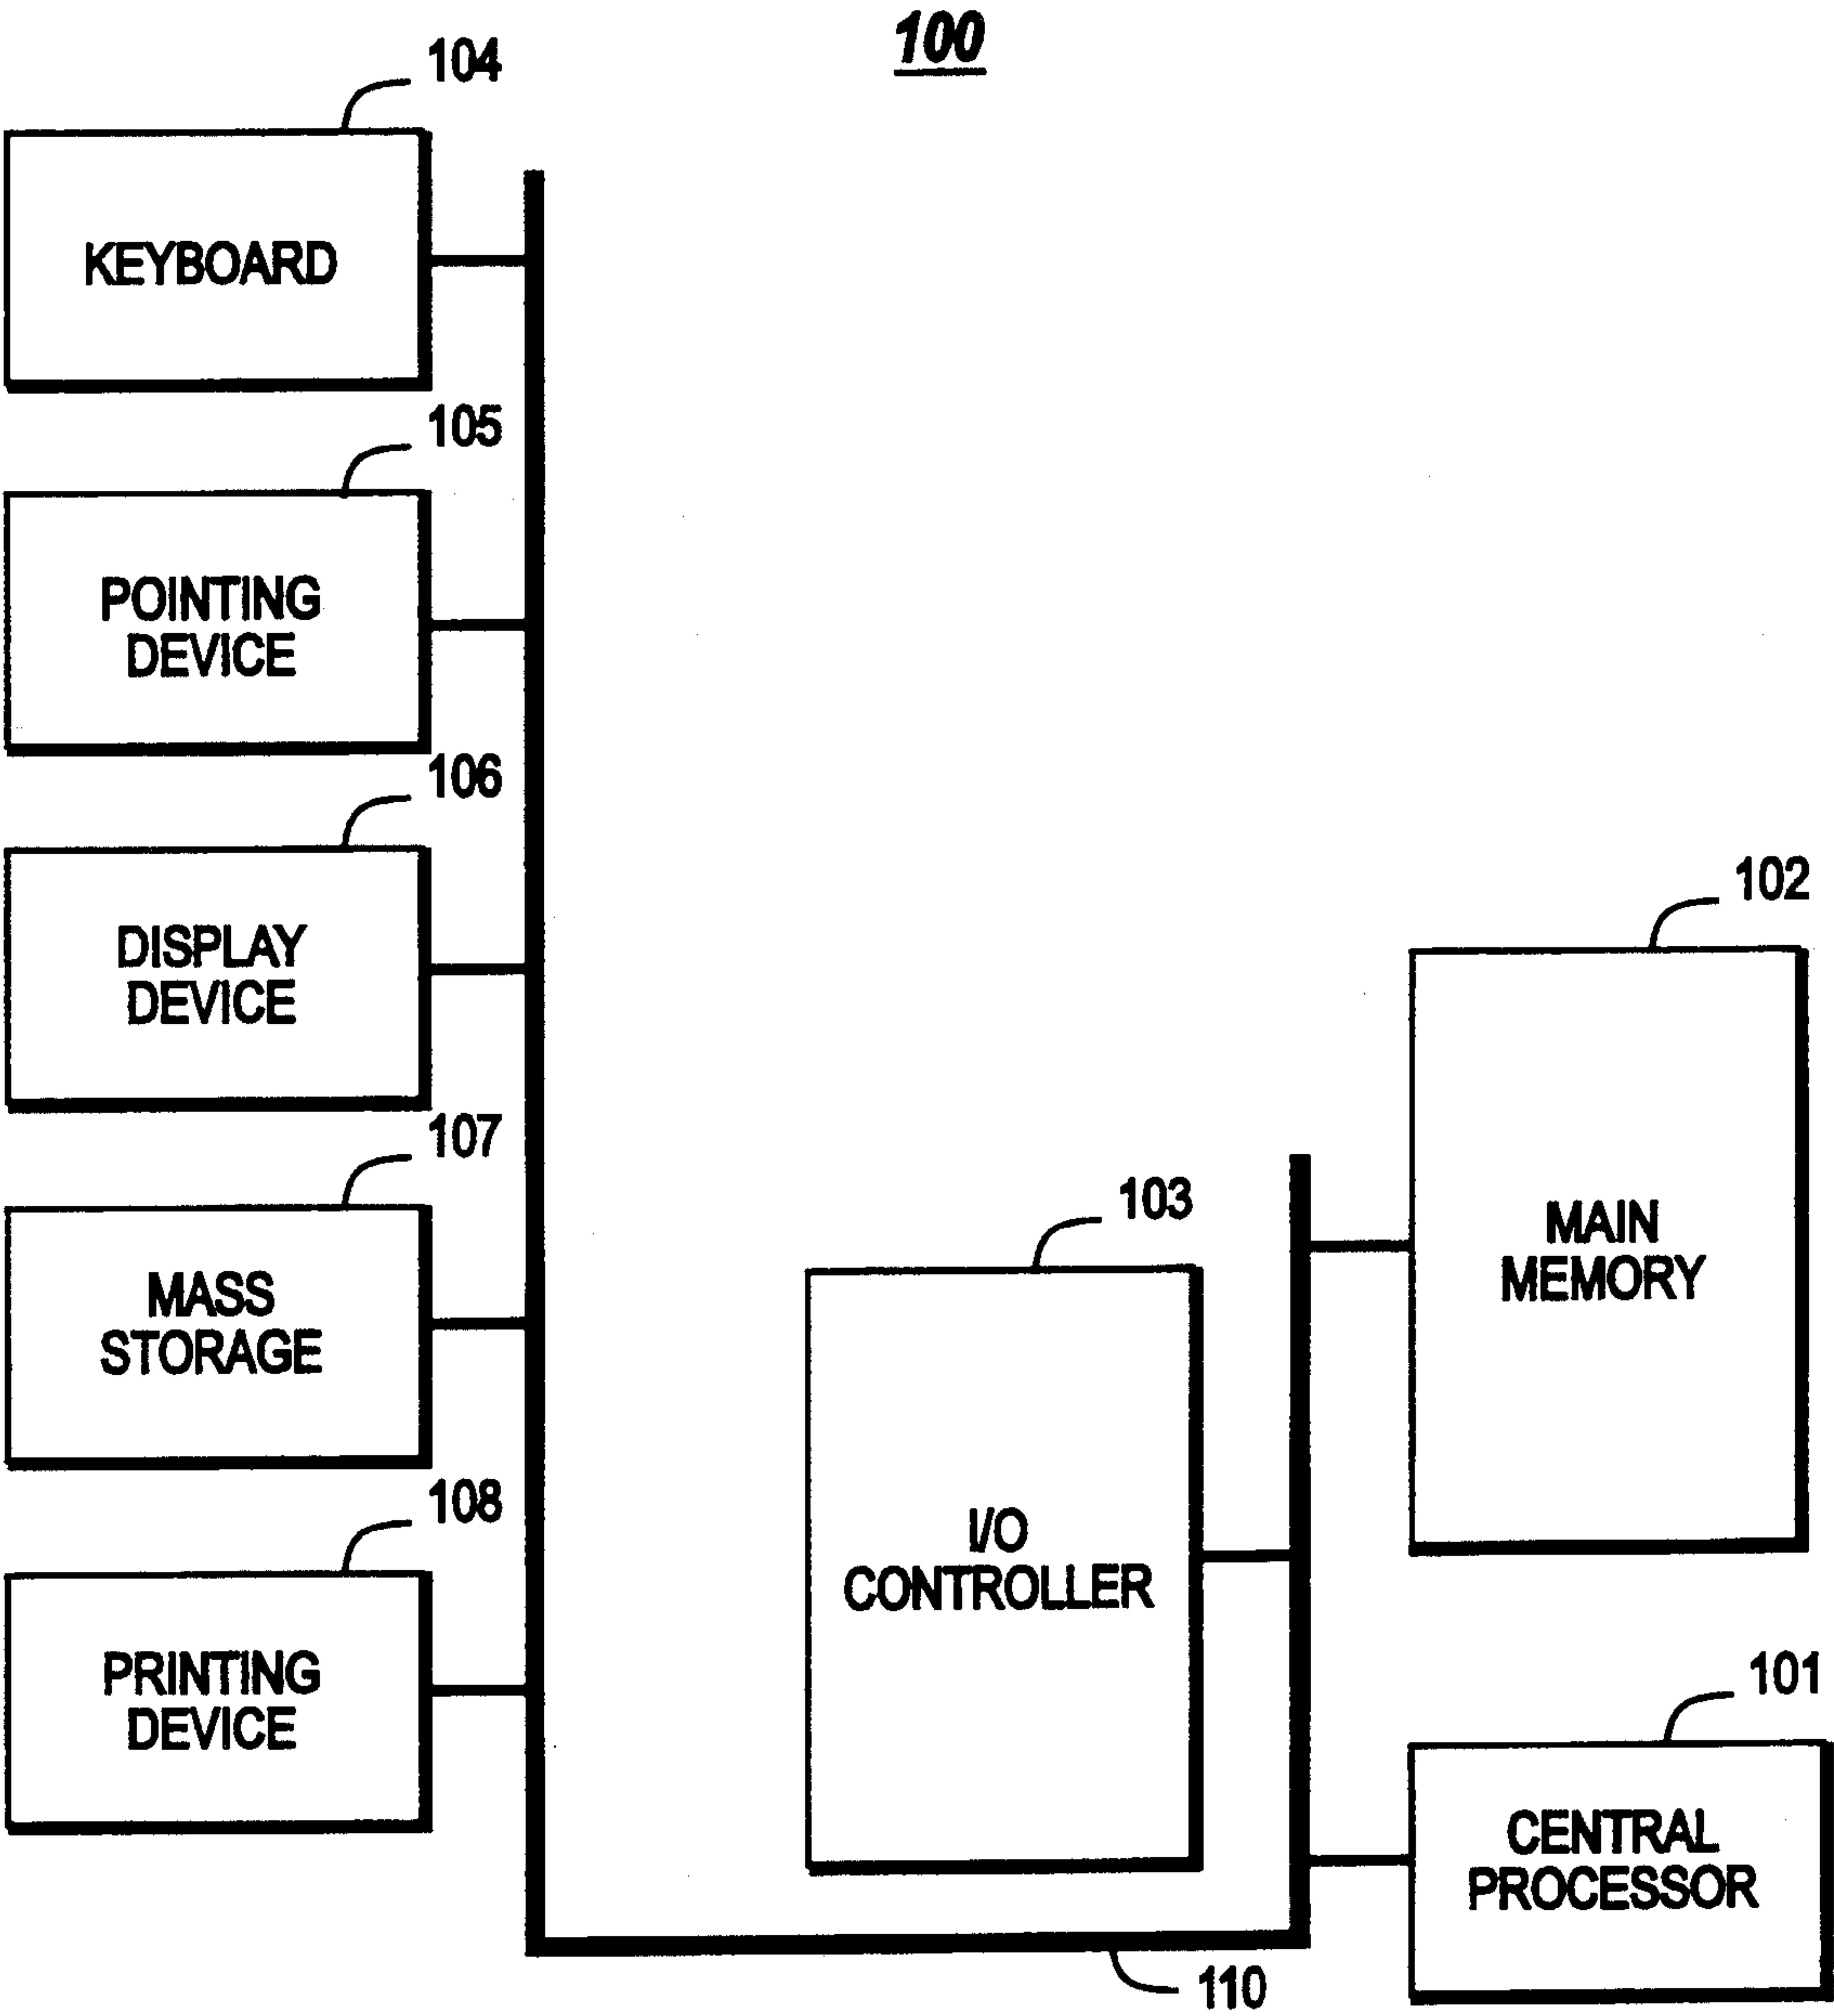 100
104
KEYBOARD
105
POINTING
DEVICE
106
DISPLAY
DEVICE
107
MASS
STORAGE
108
PRINTING
DEVICE
103
I/O
CONTROLLER
102
MAIN
MEMORY
101
CENTRAL
PROCESSOR
110